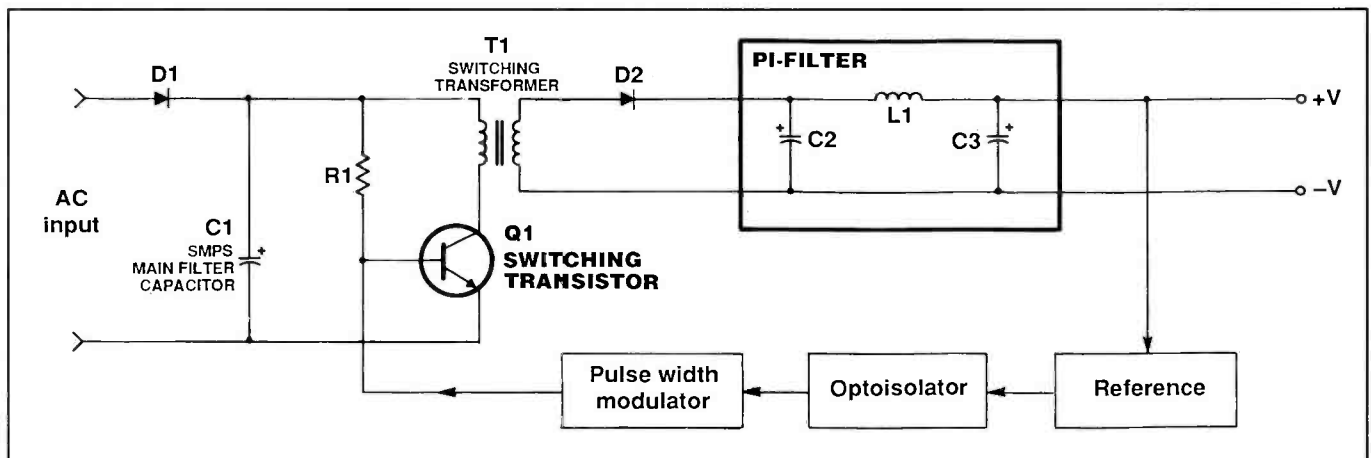 T1
SWITCHING
TRANSFORMER
D1
D2
PI-FILTER
+V
L1
+
C2
C3
+
R1
–V
AC
input
C1
+
SMPS
MAIN FILTER
CAPACITOR
Q1
SWITCHING
TRANSISTOR
Pulse width
modulator
Optoisolator
Reference